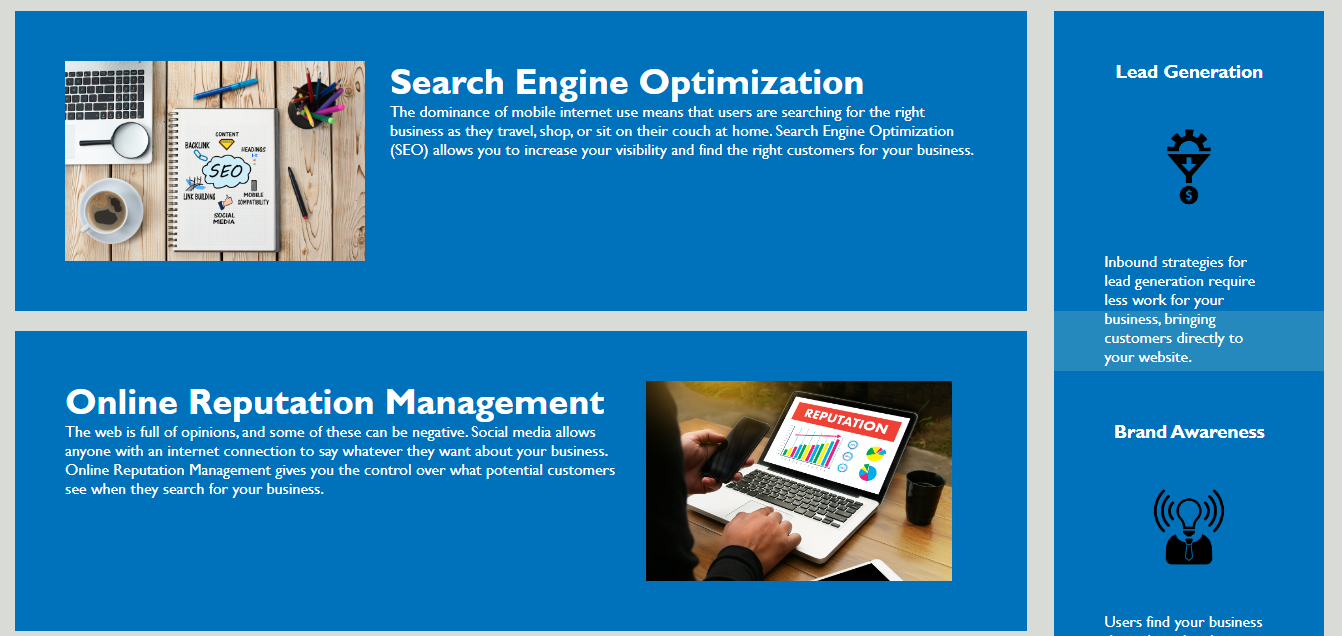 Search Engine Optimization
The dominance of mobile internet use means that users are searching for the right
business as they travel, shop, or sit on their couch at home. Search Engine Optimization
(SEO) allows you to increase your visibility and find the right customers for your business.
CONTENT
BACKLINK
HEADINGS
SEO
LINK BUILDING
MOBILE
COMPATIBILITY
SOCIAL
MEDIA
Online Reputation Management
The web is full of opinions, and some of these can be negative. Social media allows
anyone with an internet connection to say whatever they want about your business.
Online Reputation Management gives you the control over what potential customers
see when they search for your business.
REPUTATION
Lead Generation
$
Inbound strategies for
lead generation require
less work for your
business, bringing
customers directly to
your website.
Brand Awareness
Users find your business